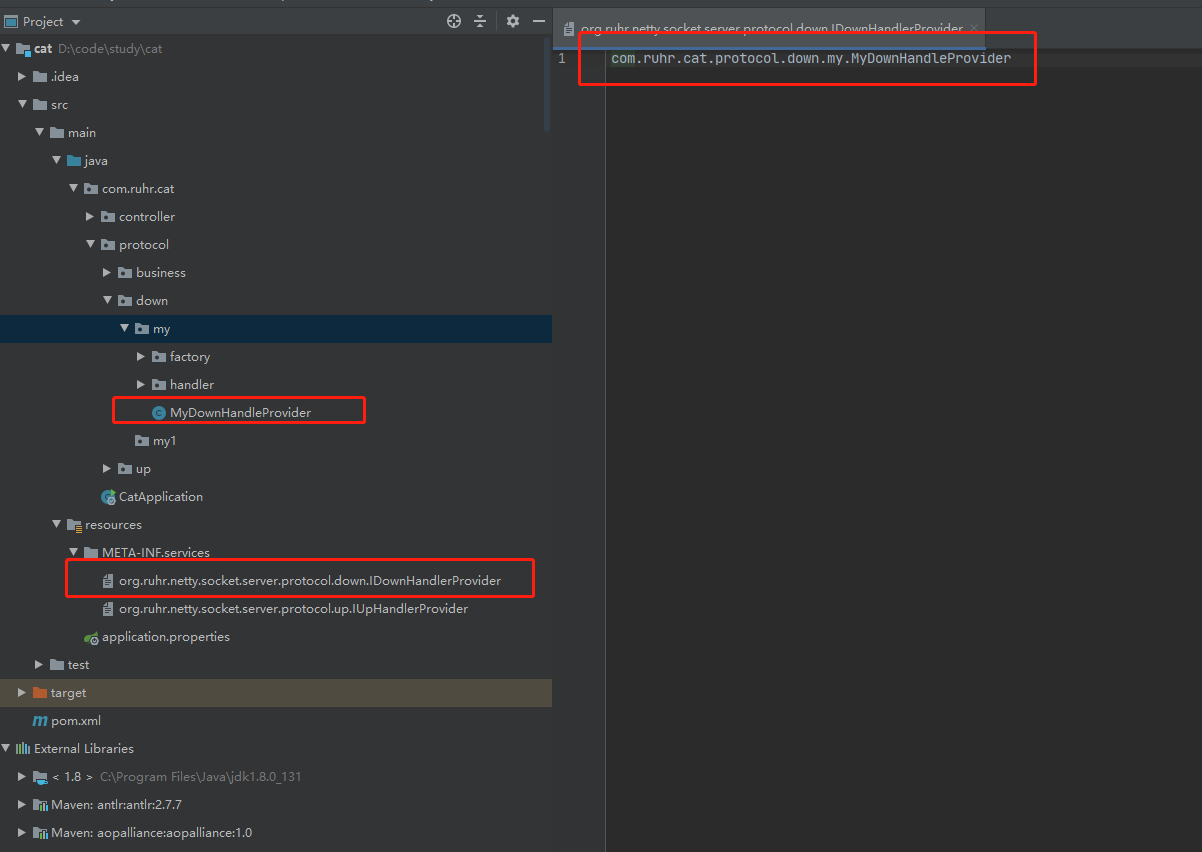 Project
cat D:\code\study\cat
.idea
src
main
java
com.ruhr.cat
controller
protocol
business
down
my
factory
handler
MyDownHandleProvider
my1
up
CatApplication
resources
META-INF.services
org.ruhr.netty.socket.server.protocol.down.IDownHandlerProvider
org.ruhr.netty.socket.server.protocol.up.IUpHandlerProvider
application.properties
test
target
pom.xml
External Libraries
< 1.8 > C:\Program Files\Java\jdk1.8.0_131
Maven: antlr:antlr:2.7.7
Maven: aopalliance:aopalliance:1.0
org.ruhr.netty.socket.server.protocol.down.IDownHandlerProvider
1 com.ruhr.cat.protocol.down.my.MyDownHandleProvider